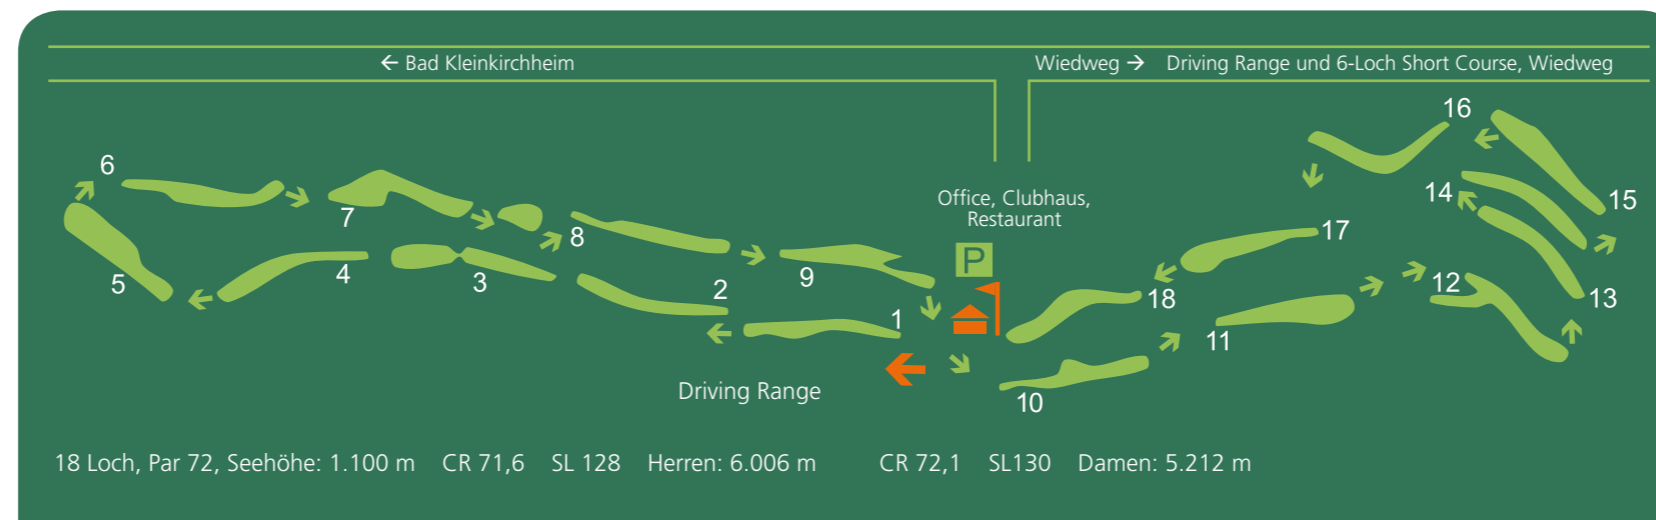 ← Bad Kleinkirchheim
Wiedweg → Driving Range und 6-Loch Short Course, Wiedweg
16
6
14
15
Office, Clubhaus,
Restaurant
7
17
8
P
4
5
3
9
2
12
18
13
1
11
Driving Range
10
18 Loch, Par 72, Seehöhe: 1.100 m CR 71,6 SL 128 Herren: 6.006 m CR 72,1 SL130 Damen: 5.212 m